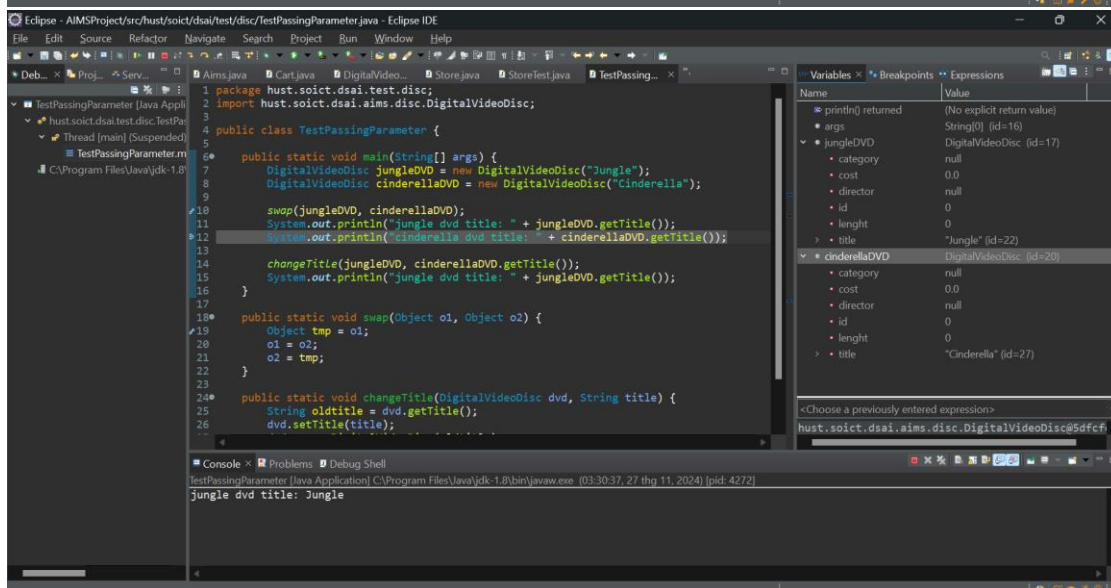 Eclipse - AIMSProject/src/hust/soict/dsai/test/disc/TestPassingParameter.java - Eclipse IDE
File Edit Source Refactor Navigate Search Project Run Window Help
Deb... Proj... Serv...
TestPassingParameter [Java Appli
hust.soict.dsai.test.disc.TestPas
Thread [main] (Suspended)
TestPassingParameter.m
C:\Program Files\Java\jdk-1.8\
Aims.java Cart.java DigitalVideo... Store.java StoreTest.java TestPassing...
1 package hust.soict.dsai.test.disc;
2 import hust.soict.dsai.aims.disc.DigitalVideoDisc;
3
4 public class TestPassingParameter {
5
6 public static void main(String[] args) {
7 DigitalVideoDisc jungleDVD = new DigitalVideoDisc("Jungle");
8 DigitalVideoDisc cinderellaDVD = new DigitalVideoDisc("Cinderella");
9
10 swap(jungleDVD, cinderellaDVD);
11 System.out.println("jungle dvd title: " + jungleDVD.getTitle());
12 System.out.println("cinderella dvd title: " + cinderellaDVD.getTitle());
13
14 changeTitle(jungleDVD, cinderellaDVD.getTitle());
15 System.out.println("jungle dvd title: " + jungleDVD.getTitle());
16 }
17
18 public static void swap(Object o1, Object o2) {
19 Object tmp = o1;
20 o1 = o2;
21 o2 = tmp;
22 }
23
24 public static void changeTitle(DigitalVideoDisc dvd, String title) {
25 String oldtitle = dvd.getTitle();
26 dvd.setTitle(title);
Variables Breakpoints Expressions
Name Value
println() returned (No explicit return value)
args String[0] (id=16)
jungleDVD DigitalVideoDisc (id=17)
category null
cost 0.0
director null
id 0
lenght 0
title "Jungle" (id=22)
cinderellaDVD DigitalVideoDisc (id=20)
category null
cost 0.0
director null
id 0
lenght 0
title "Cinderella" (id=27)
<Choose a previously entered expression>
hust.soict.dsai.aims.disc.DigitalVideoDisc@5dfcf
Console Problems Debug Shell
TestPassingParameter [Java Application] C:\Program Files\Java\jdk-1.8\bin\javaw.exe (03:30:37, 27 thg 11, 2024) [pid: 4272]
jungle dvd title: Jungle